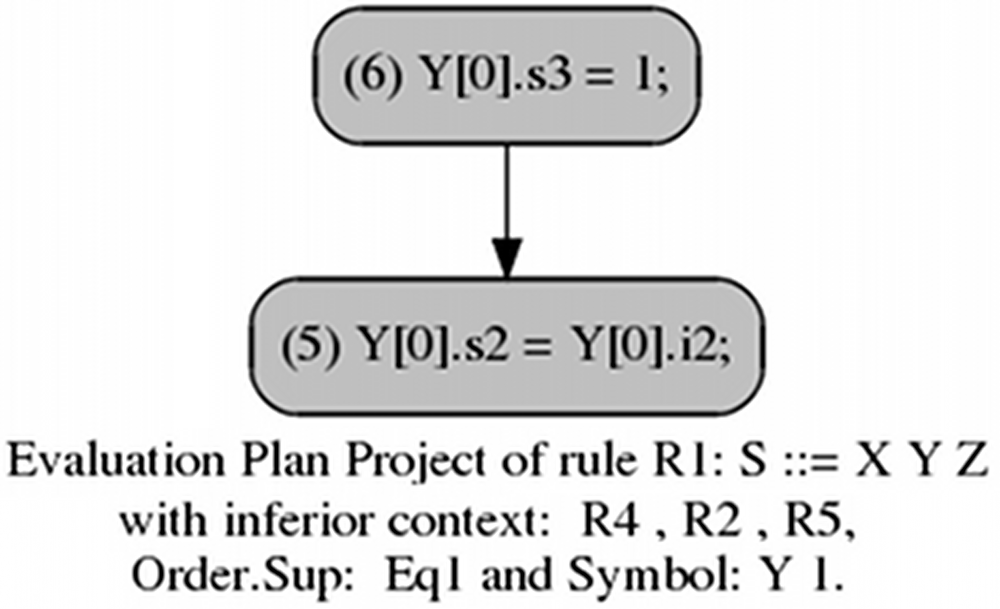 (6) Y[0].s3 = 1;
(5) Y[0].s2 = Y[0].i2;
Evaluation Plan Project of rule R1: S ::= X Y Z
with inferior context: R4 , R2 , R5,
Order.Sup: Eq1 and Symbol: Y 1.